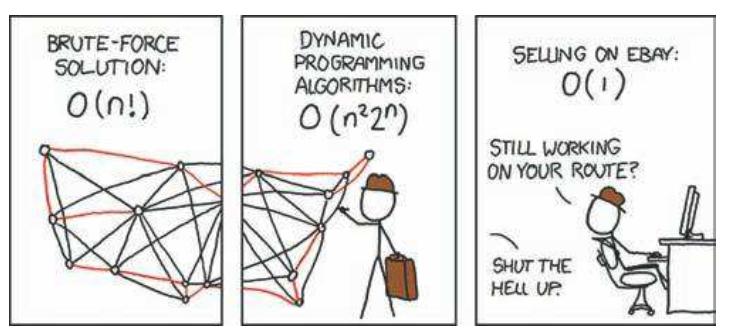 BRUTE-FORCE
SOLUTION:
O(n!)
DYNAMIC
PROGRAMMING
ALGORITHMS:
O(n²2ⁿ)
SELLING ON EBAY:
O(1)
STILL WORKING
ON YOUR ROUTE?
SHUT THE
HELL UP.